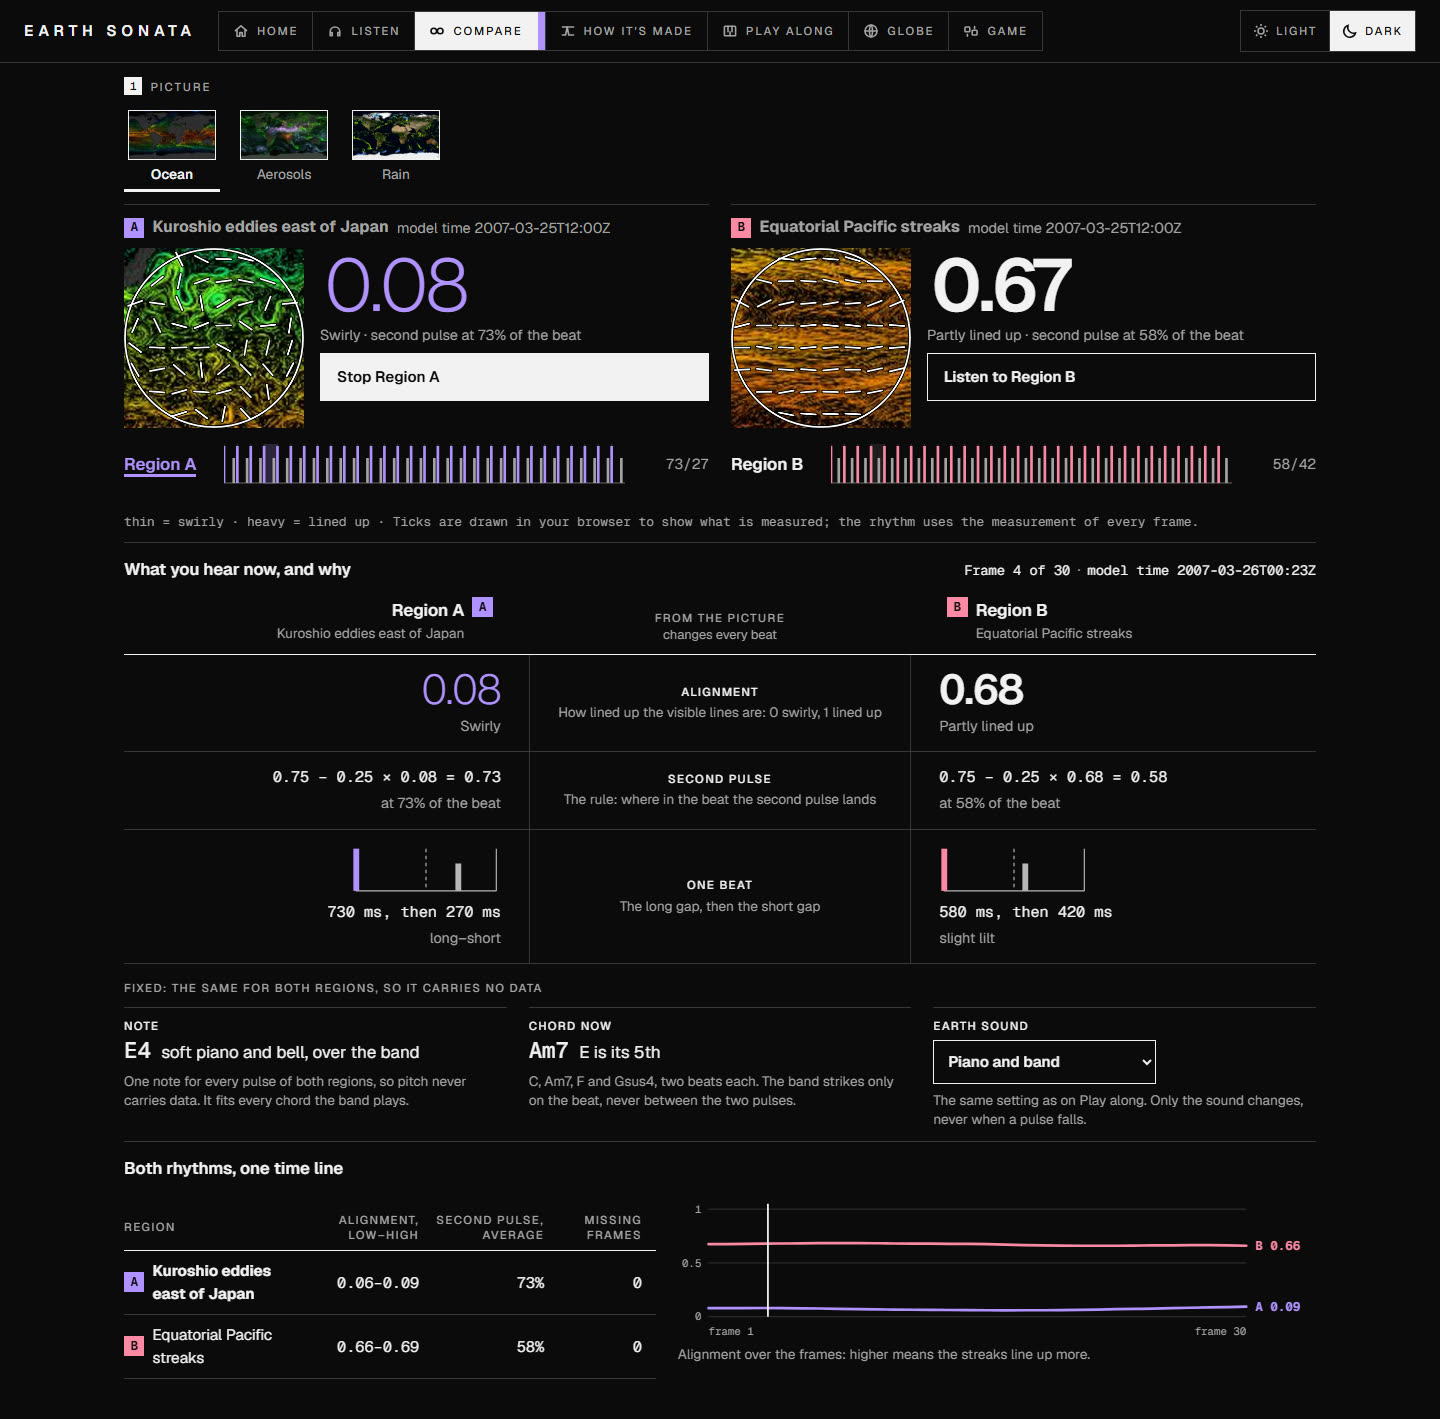 EARTH SONATA
HOME
LISTEN
COMPARE
HOW IT'S MADE
PLAY ALONG
GLOBE
GAME
LIGHT
DARK
1 PICTURE
Ocean
Aerosols
Rain
A Kuroshio eddies east of Japan model time 2007-03-25T12:00Z
0.08
Swirly · second pulse at 73% of the beat
Stop Region A
Region A
73/27
B Equatorial Pacific streaks model time 2007-03-25T12:00Z
0.67
Partly lined up · second pulse at 58% of the beat
Listen to Region B
Region B
58/42
thin = swirly · heavy = lined up · Ticks are drawn in your browser to show what is measured; the rhythm uses the measurement of every frame.
What you hear now, and why
Frame 4 of 30 · model time 2007-03-26T00:23Z
Region A A
Kuroshio eddies east of Japan
FROM THE PICTURE
changes every beat
B Region B
Equatorial Pacific streaks
0.08
Swirly
ALIGNMENT
How lined up the visible lines are: 0 swirly, 1 lined up
0.68
Partly lined up
0.75 − 0.25 × 0.08 = 0.73
at 73% of the beat
SECOND PULSE
The rule: where in the beat the second pulse lands
0.75 − 0.25 × 0.68 = 0.58
at 58% of the beat
730 ms, then 270 ms
long–short
ONE BEAT
The long gap, then the short gap
580 ms, then 420 ms
slight lilt
FIXED: THE SAME FOR BOTH REGIONS, SO IT CARRIES NO DATA
NOTE
E4 soft piano and bell, over the band
One note for every pulse of both regions, so pitch never
carries data. It fits every chord the band plays.
CHORD NOW
Am7 E is its 5th
C, Am7, F and Gsus4, two beats each. The band strikes only
on the beat, never between the two pulses.
EARTH SOUND
Piano and band
The same setting as on Play along. Only the sound changes,
never when a pulse falls.
Both rhythms, one time line
REGION
ALIGNMENT,
LOW–HIGH
SECOND PULSE,
AVERAGE
MISSING
FRAMES
A Kuroshio eddies
east of Japan
0.06–0.09
73%
0
B Equatorial Pacific
streaks
0.66–0.69
58%
0
1
0.5
0
B 0.66
A 0.09
frame 1
frame 30
Alignment over the frames: higher means the streaks line up more.